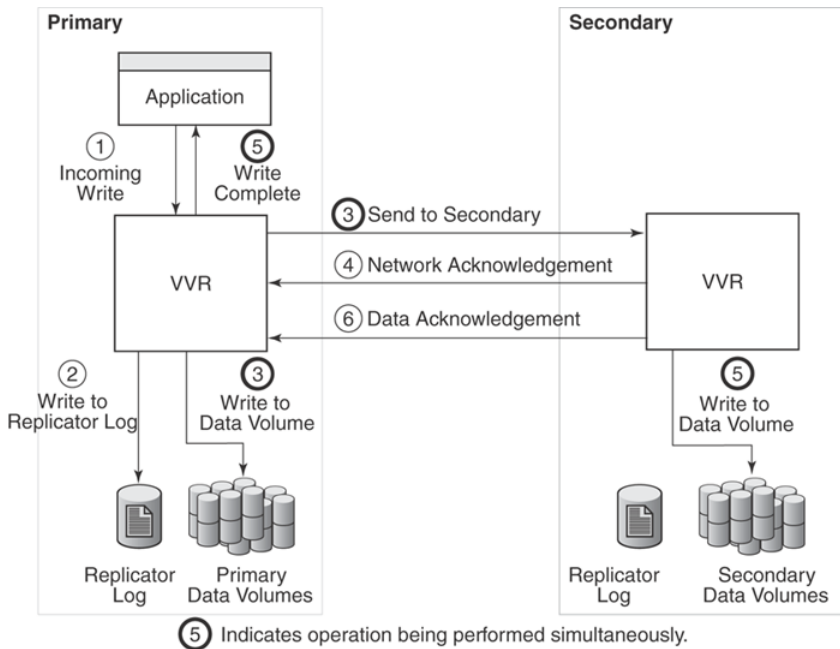 Primary
Secondary
Application
1
Incoming
Write
5
Write
Complete
3 Send to Secondary
4 Network Acknowledgement
6 Data Acknowledgement
VVR
VVR
2
Write to
Replicator Log
3
Write to
Data Volume
5
Write to
Data Volume
Replicator
Log
Primary
Data Volumes
Replicator
Log
Secondary
Data Volumes
5 Indicates operation being performed simultaneously.